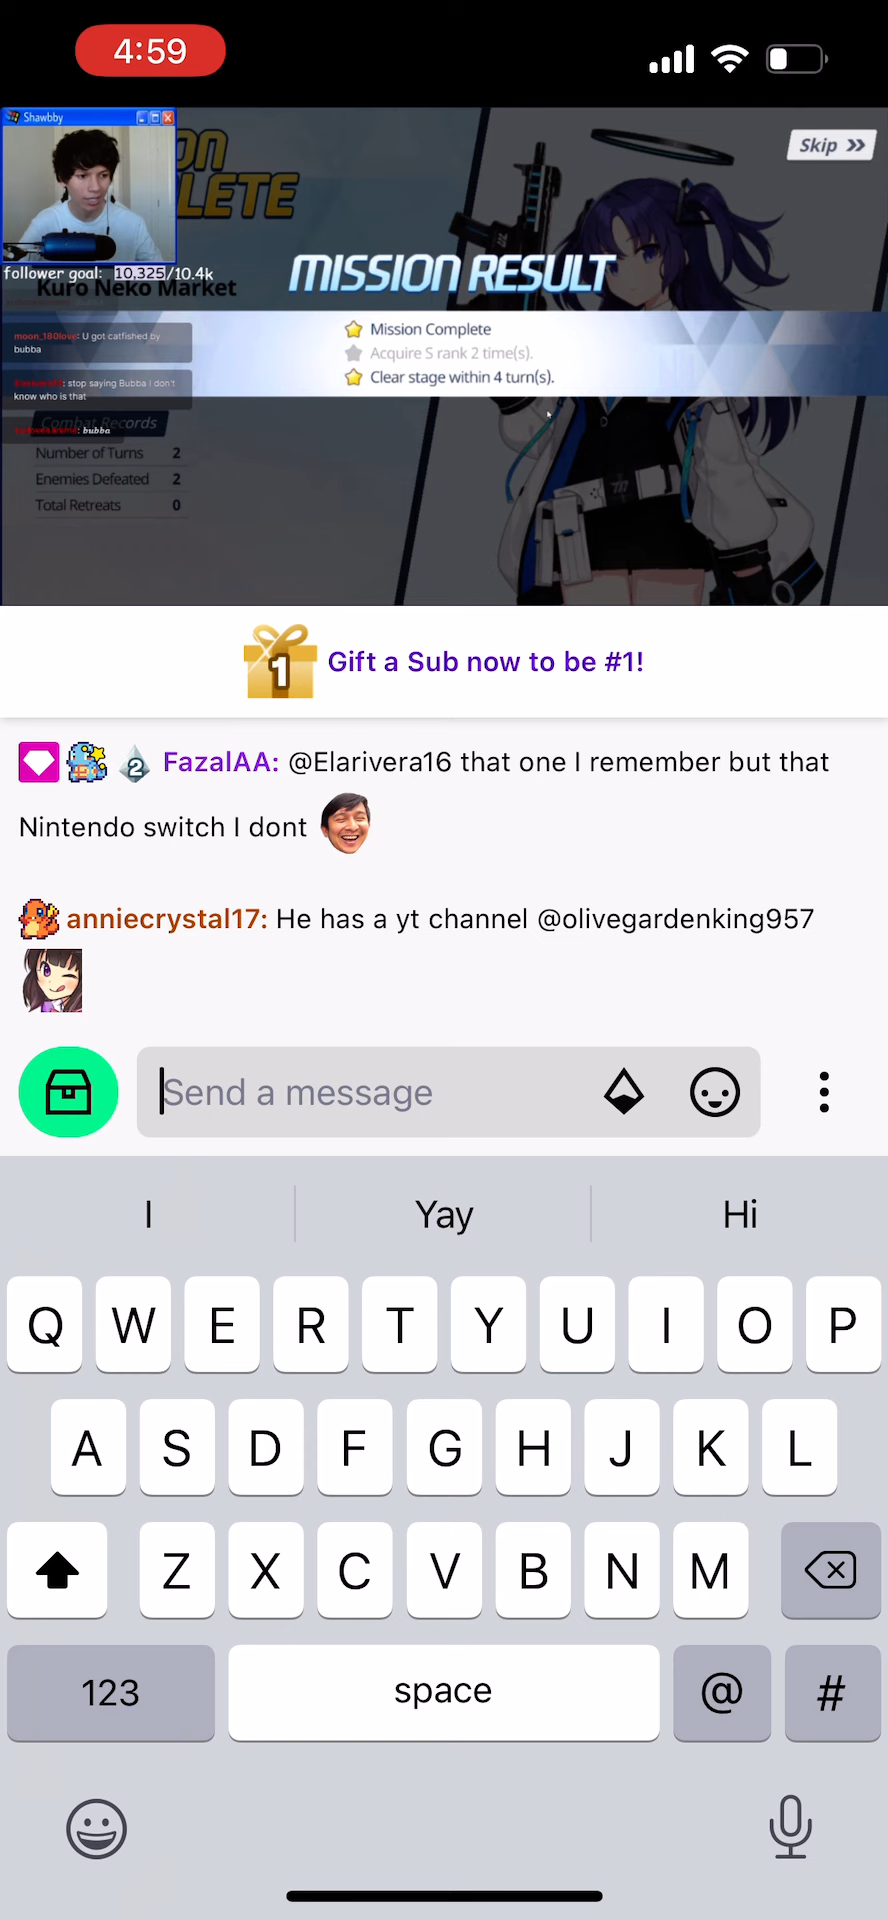 4:59
Shawbby
ON
LETE
Skip
follower goal: 10,325/10.4k
Kuro Neko Market
MISSION RESULT
Mission Complete
Acquire S rank 2 time(s).
Clear stage within 4 turn(s).
moon_180love: U got catfished by
bubba
: stop saying Bubba I don't
know who is that
: bubba
Combat Records
Number of Turns 2
Enemies Defeated 2
Total Retreats 0
1
Gift a Sub now to be #1!
2 FazalAA: @Elarivera16 that one I remember but that
Nintendo switch I dont
anniecrystal17: He has a yt channel @olivegardenking957
Send a message
I Yay Hi
Q W E R T Y U I O P
A S D F G H J K L
Z X C V B N M
123 space @ #